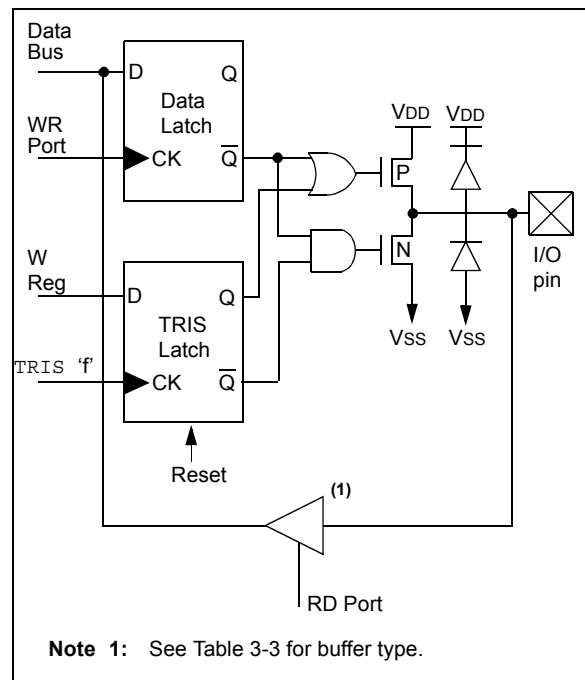 Data
Bus
D
Q
Data
Latch
WR
Port
CK
Q
VDD
VDD
P
N
I/O
pin
W
Reg
D
Q
TRIS
Latch
VSS
VSS
TRIS 'f'
CK
Q
Reset
(1)
RD Port
Note 1: See Table 3-3 for buffer type.